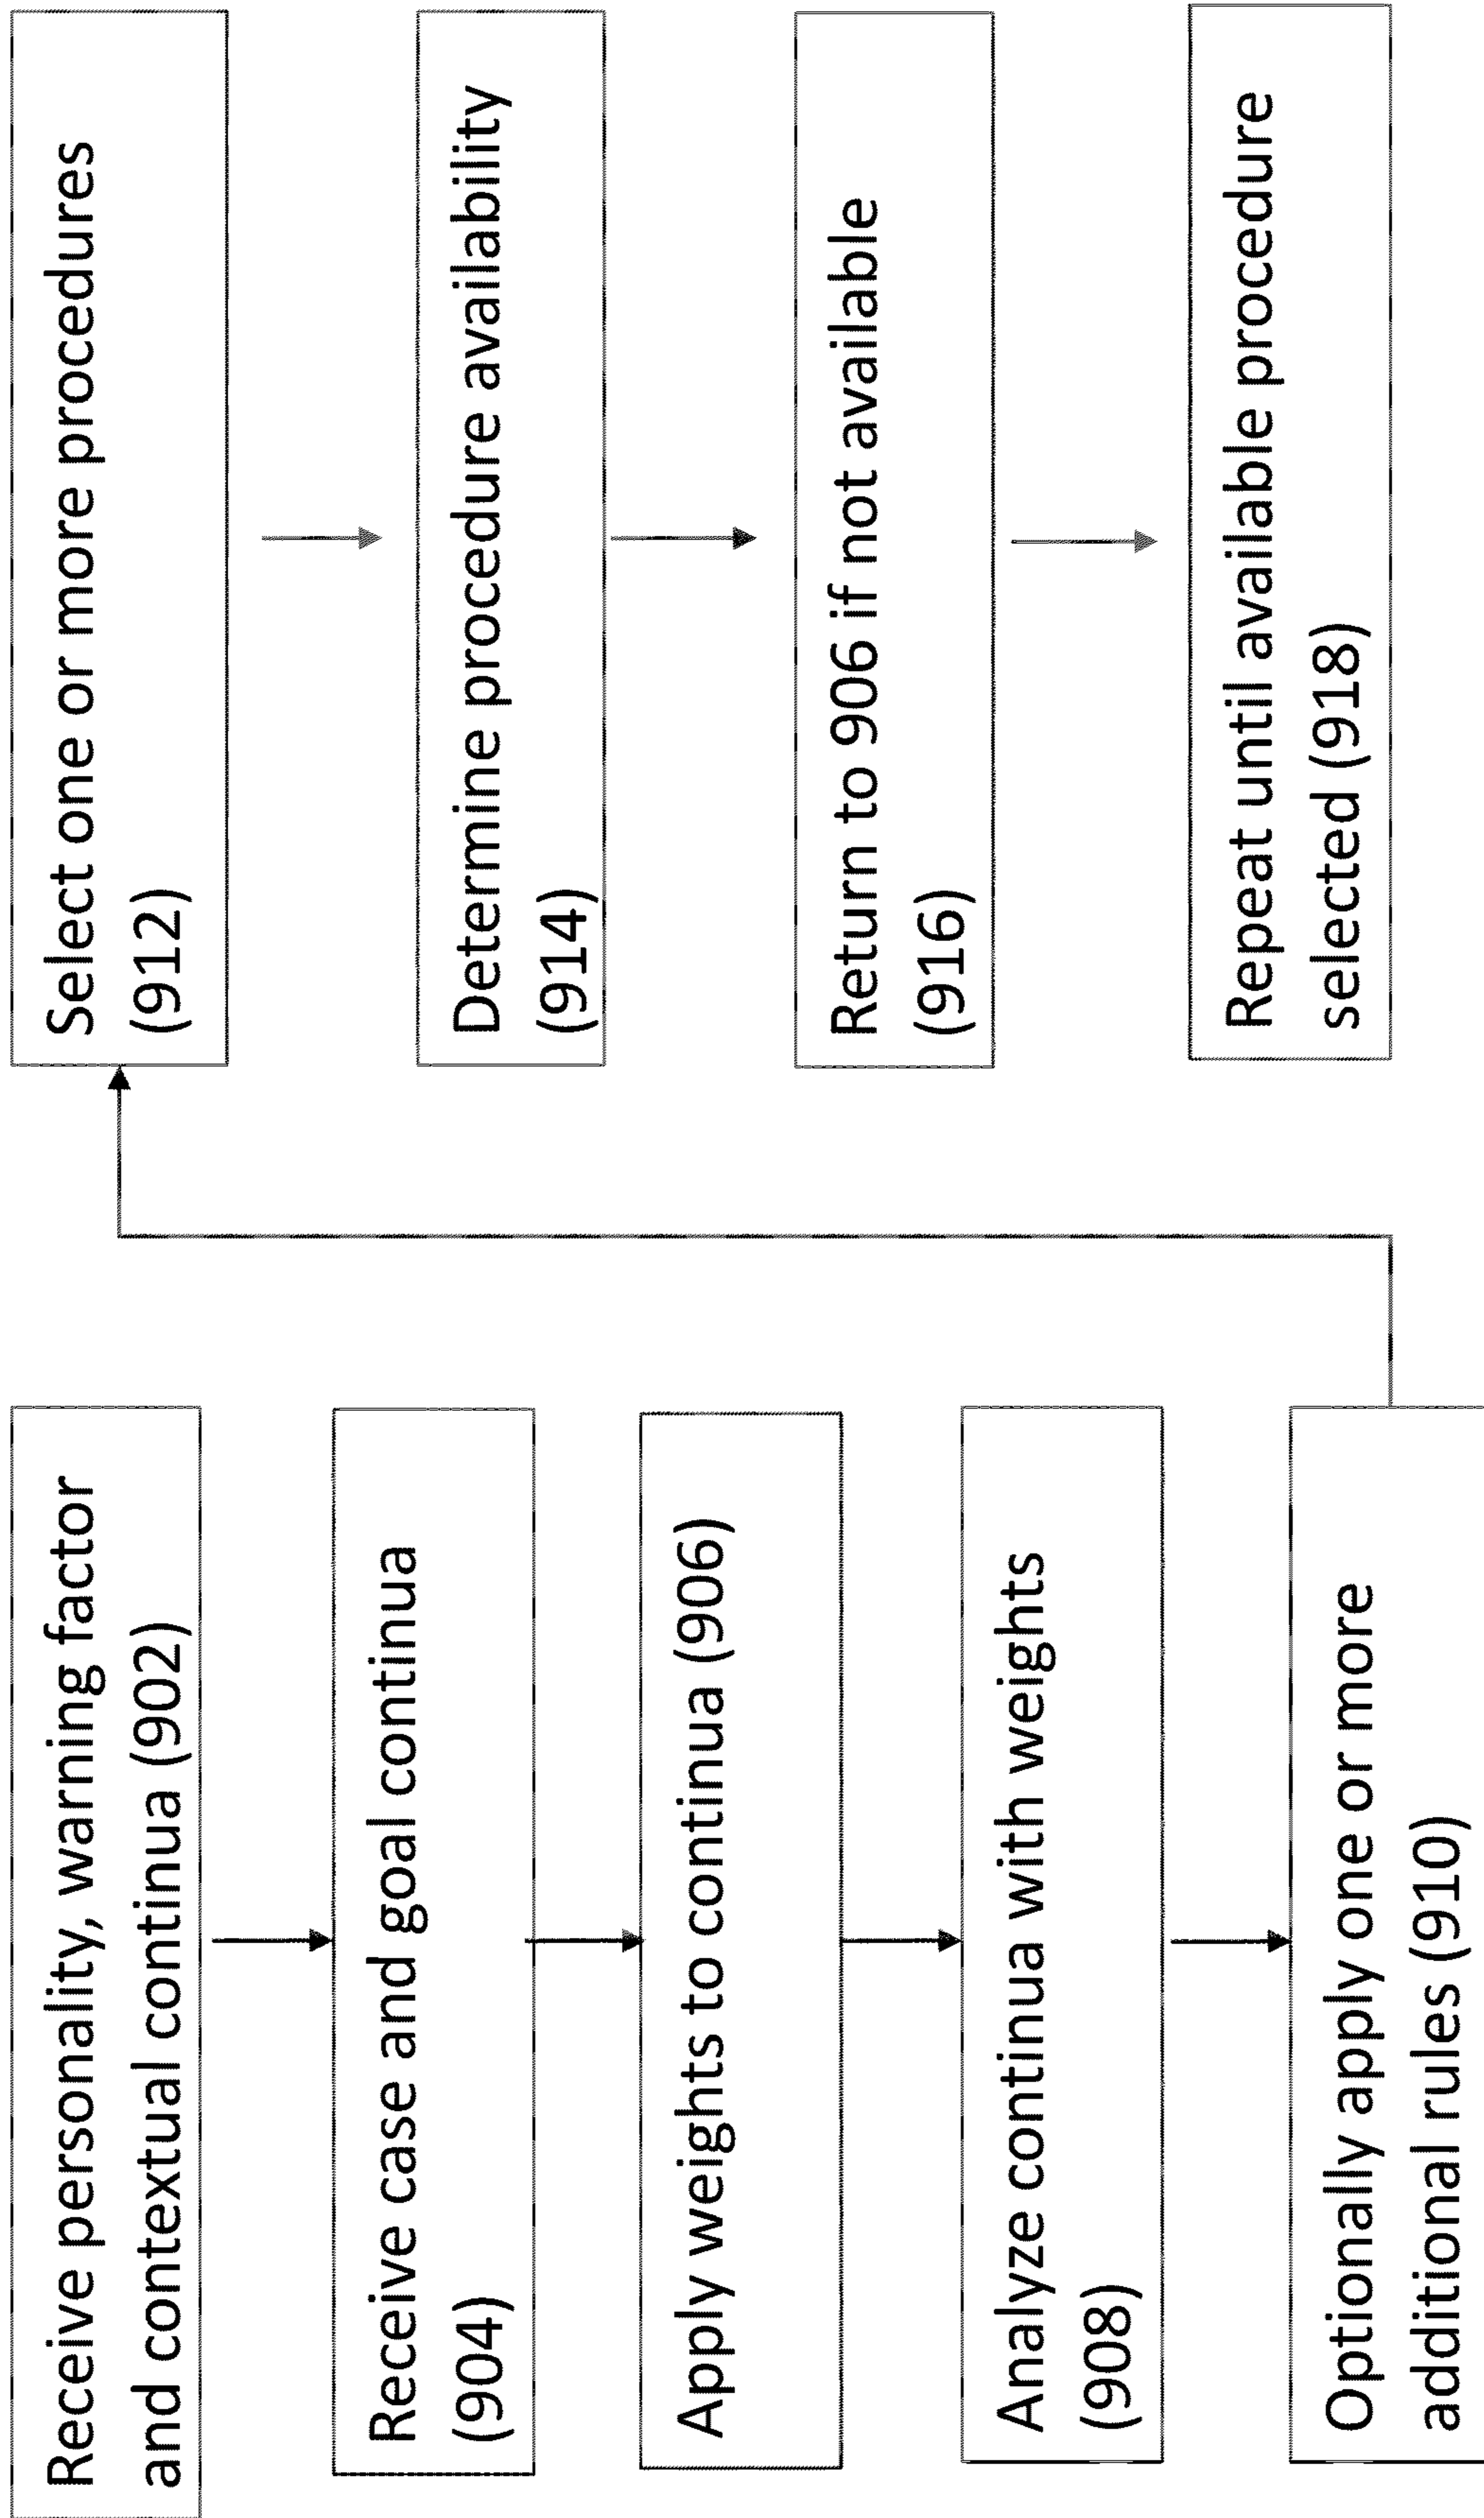 Receive personality, warning factor
and contextual continua (902)
Receive case and goal continua
(904)
Apply weights to continua (906)
Analyze continua with weights
(908)
Optionally apply one or more
additional rules (910)
Select one or more procedures
(912)
Determine procedure availability
(914)
Return to 906 if not available
(916)
Repeat until available procedure
selected (918)